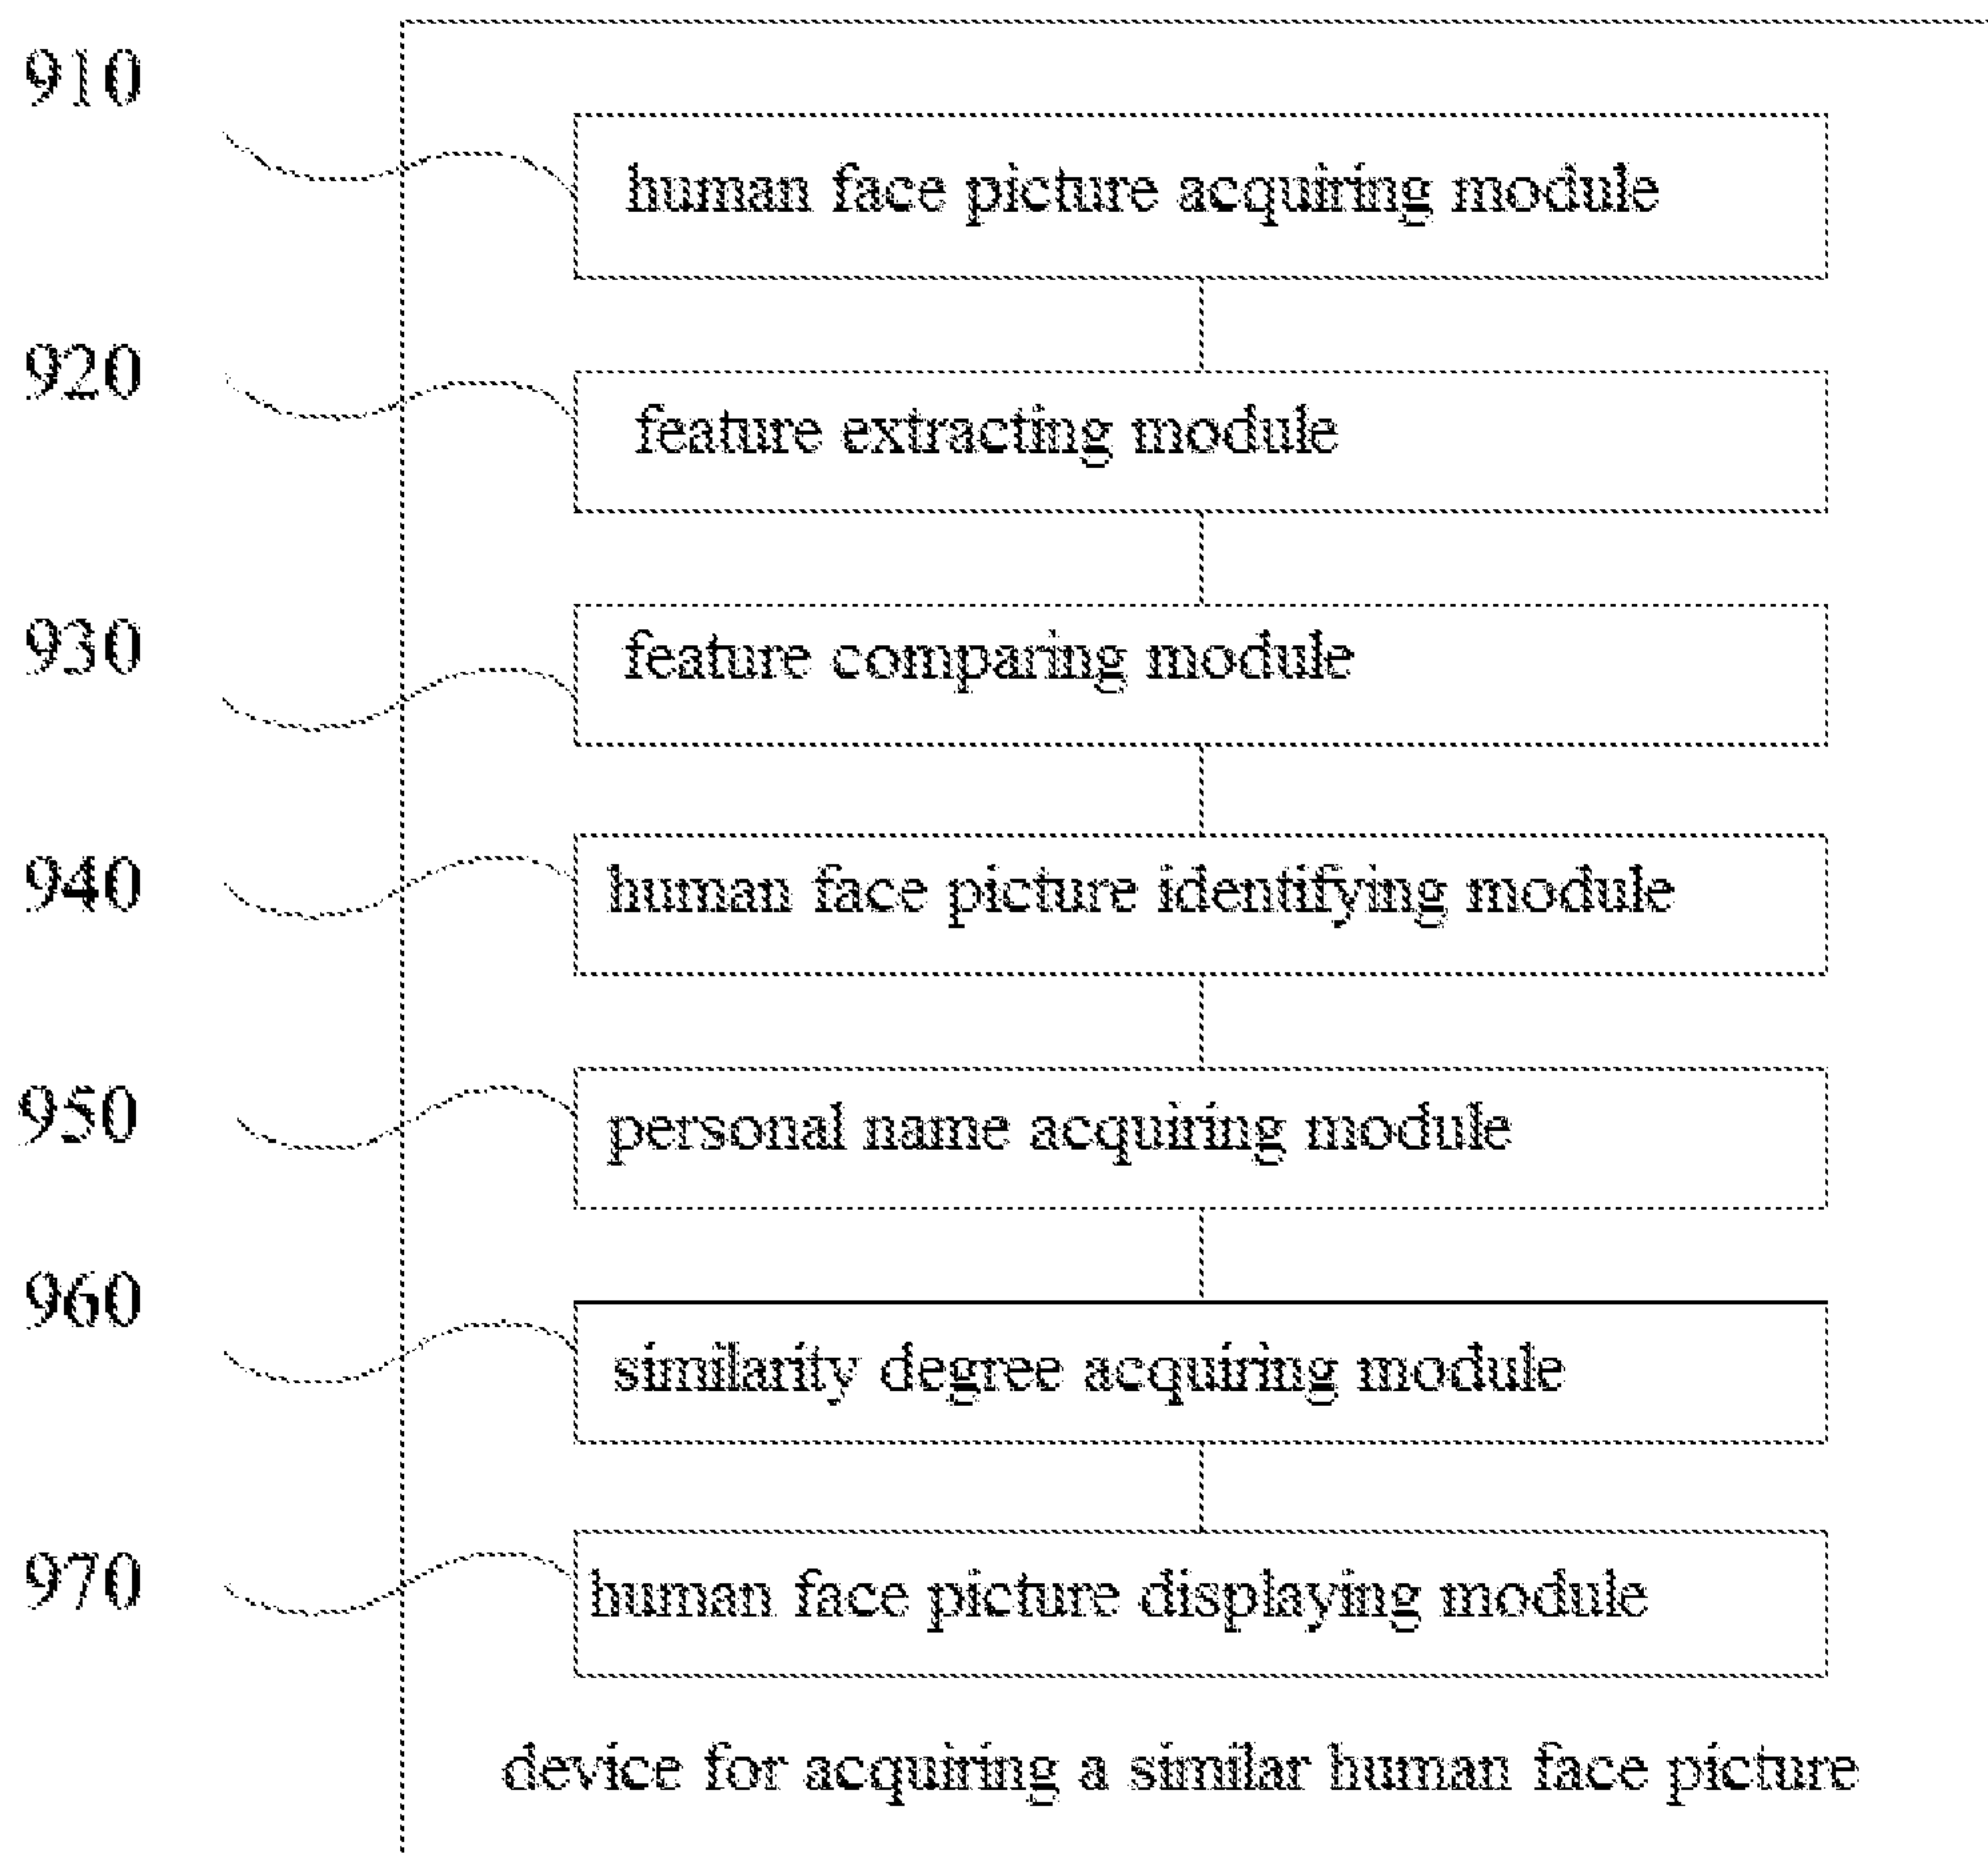 910
human face picture acquiring module
920
feature extracting module
930
feature comparing module
940
human face picture identifying module
950
personal name acquiring module
960
similarity degree acquiring module
970
human face picture displaying module
device for acquiring a similar human face picture